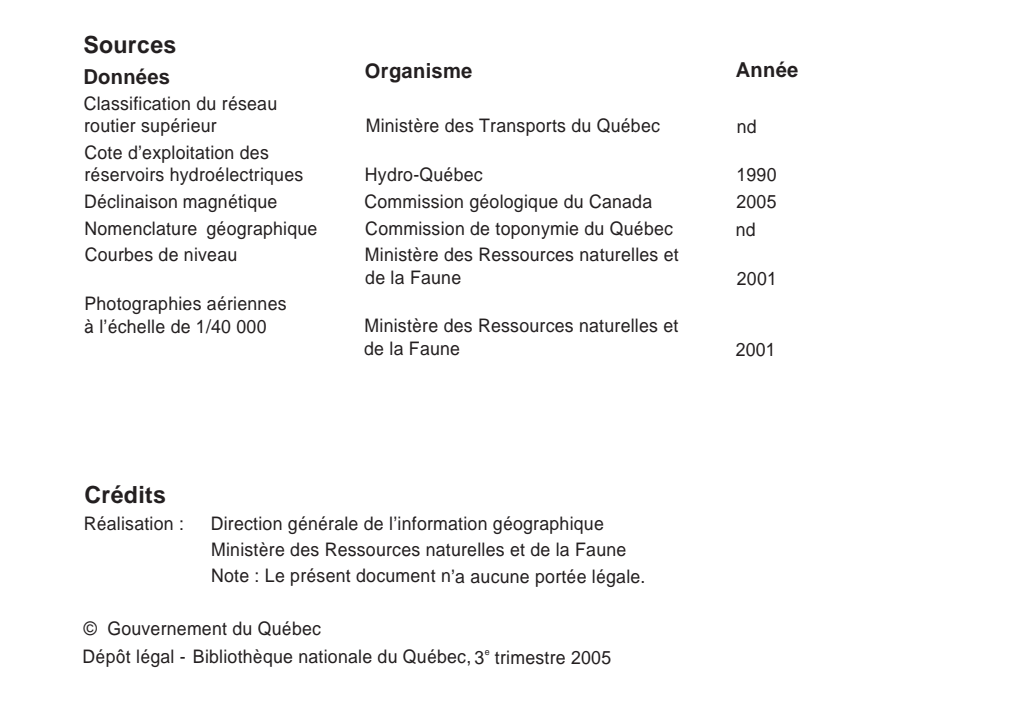 Sources
Données Organisme Année
Classification du réseau
routier supérieur Ministère des Transports du Québec nd
Cote d'exploitation des
réservoirs hydroélectriques Hydro-Québec 1990
Déclinaison magnétique Commission géologique du Canada 2005
Nomenclature géographique Commission de toponymie du Québec nd
Courbes de niveau Ministère des Ressources naturelles et
de la Faune 2001
Photographies aériennes
à l'échelle de 1/40 000 Ministère des Ressources naturelles et
de la Faune 2001
Crédits
Réalisation : Direction générale de l'information géographique
Ministère des Ressources naturelles et de la Faune
Note : Le présent document n'a aucune portée légale.
© Gouvernement du Québec
Dépôt légal - Bibliothèque nationale du Québec, 3e trimestre 2005